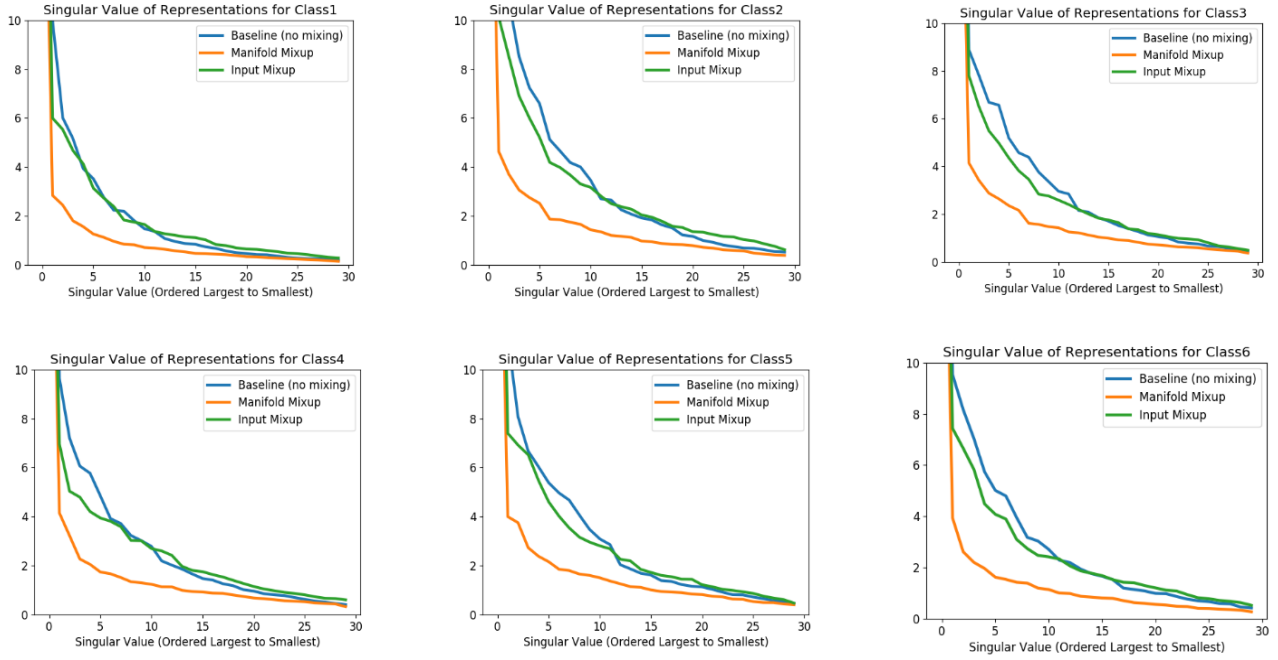 Singular Value of Representations for Class1
10
8
6
4
2
0
Baseline (no mixing)
Manifold Mixup
Input Mixup
0 5 10 15 20 25 30
Singular Value (Ordered Largest to Smallest)
Singular Value of Representations for Class2
10
8
6
4
2
0
Baseline (no mixing)
Manifold Mixup
Input Mixup
0 5 10 15 20 25 30
Singular Value (Ordered Largest to Smallest)
Singular Value of Representations for Class3
10
8
6
4
2
0
Baseline (no mixing)
Manifold Mixup
Input Mixup
0 5 10 15 20 25 30
Singular Value (Ordered Largest to Smallest)
Singular Value of Representations for Class4
10
8
6
4
2
0
Baseline (no mixing)
Manifold Mixup
Input Mixup
0 5 10 15 20 25 30
Singular Value (Ordered Largest to Smallest)
Singular Value of Representations for Class5
10
8
6
4
2
0
Baseline (no mixing)
Manifold Mixup
Input Mixup
0 5 10 15 20 25 30
Singular Value (Ordered Largest to Smallest)
Singular Value of Representations for Class6
10
8
6
4
2
0
Baseline (no mixing)
Manifold Mixup
Input Mixup
0 5 10 15 20 25 30
Singular Value (Ordered Largest to Smallest)